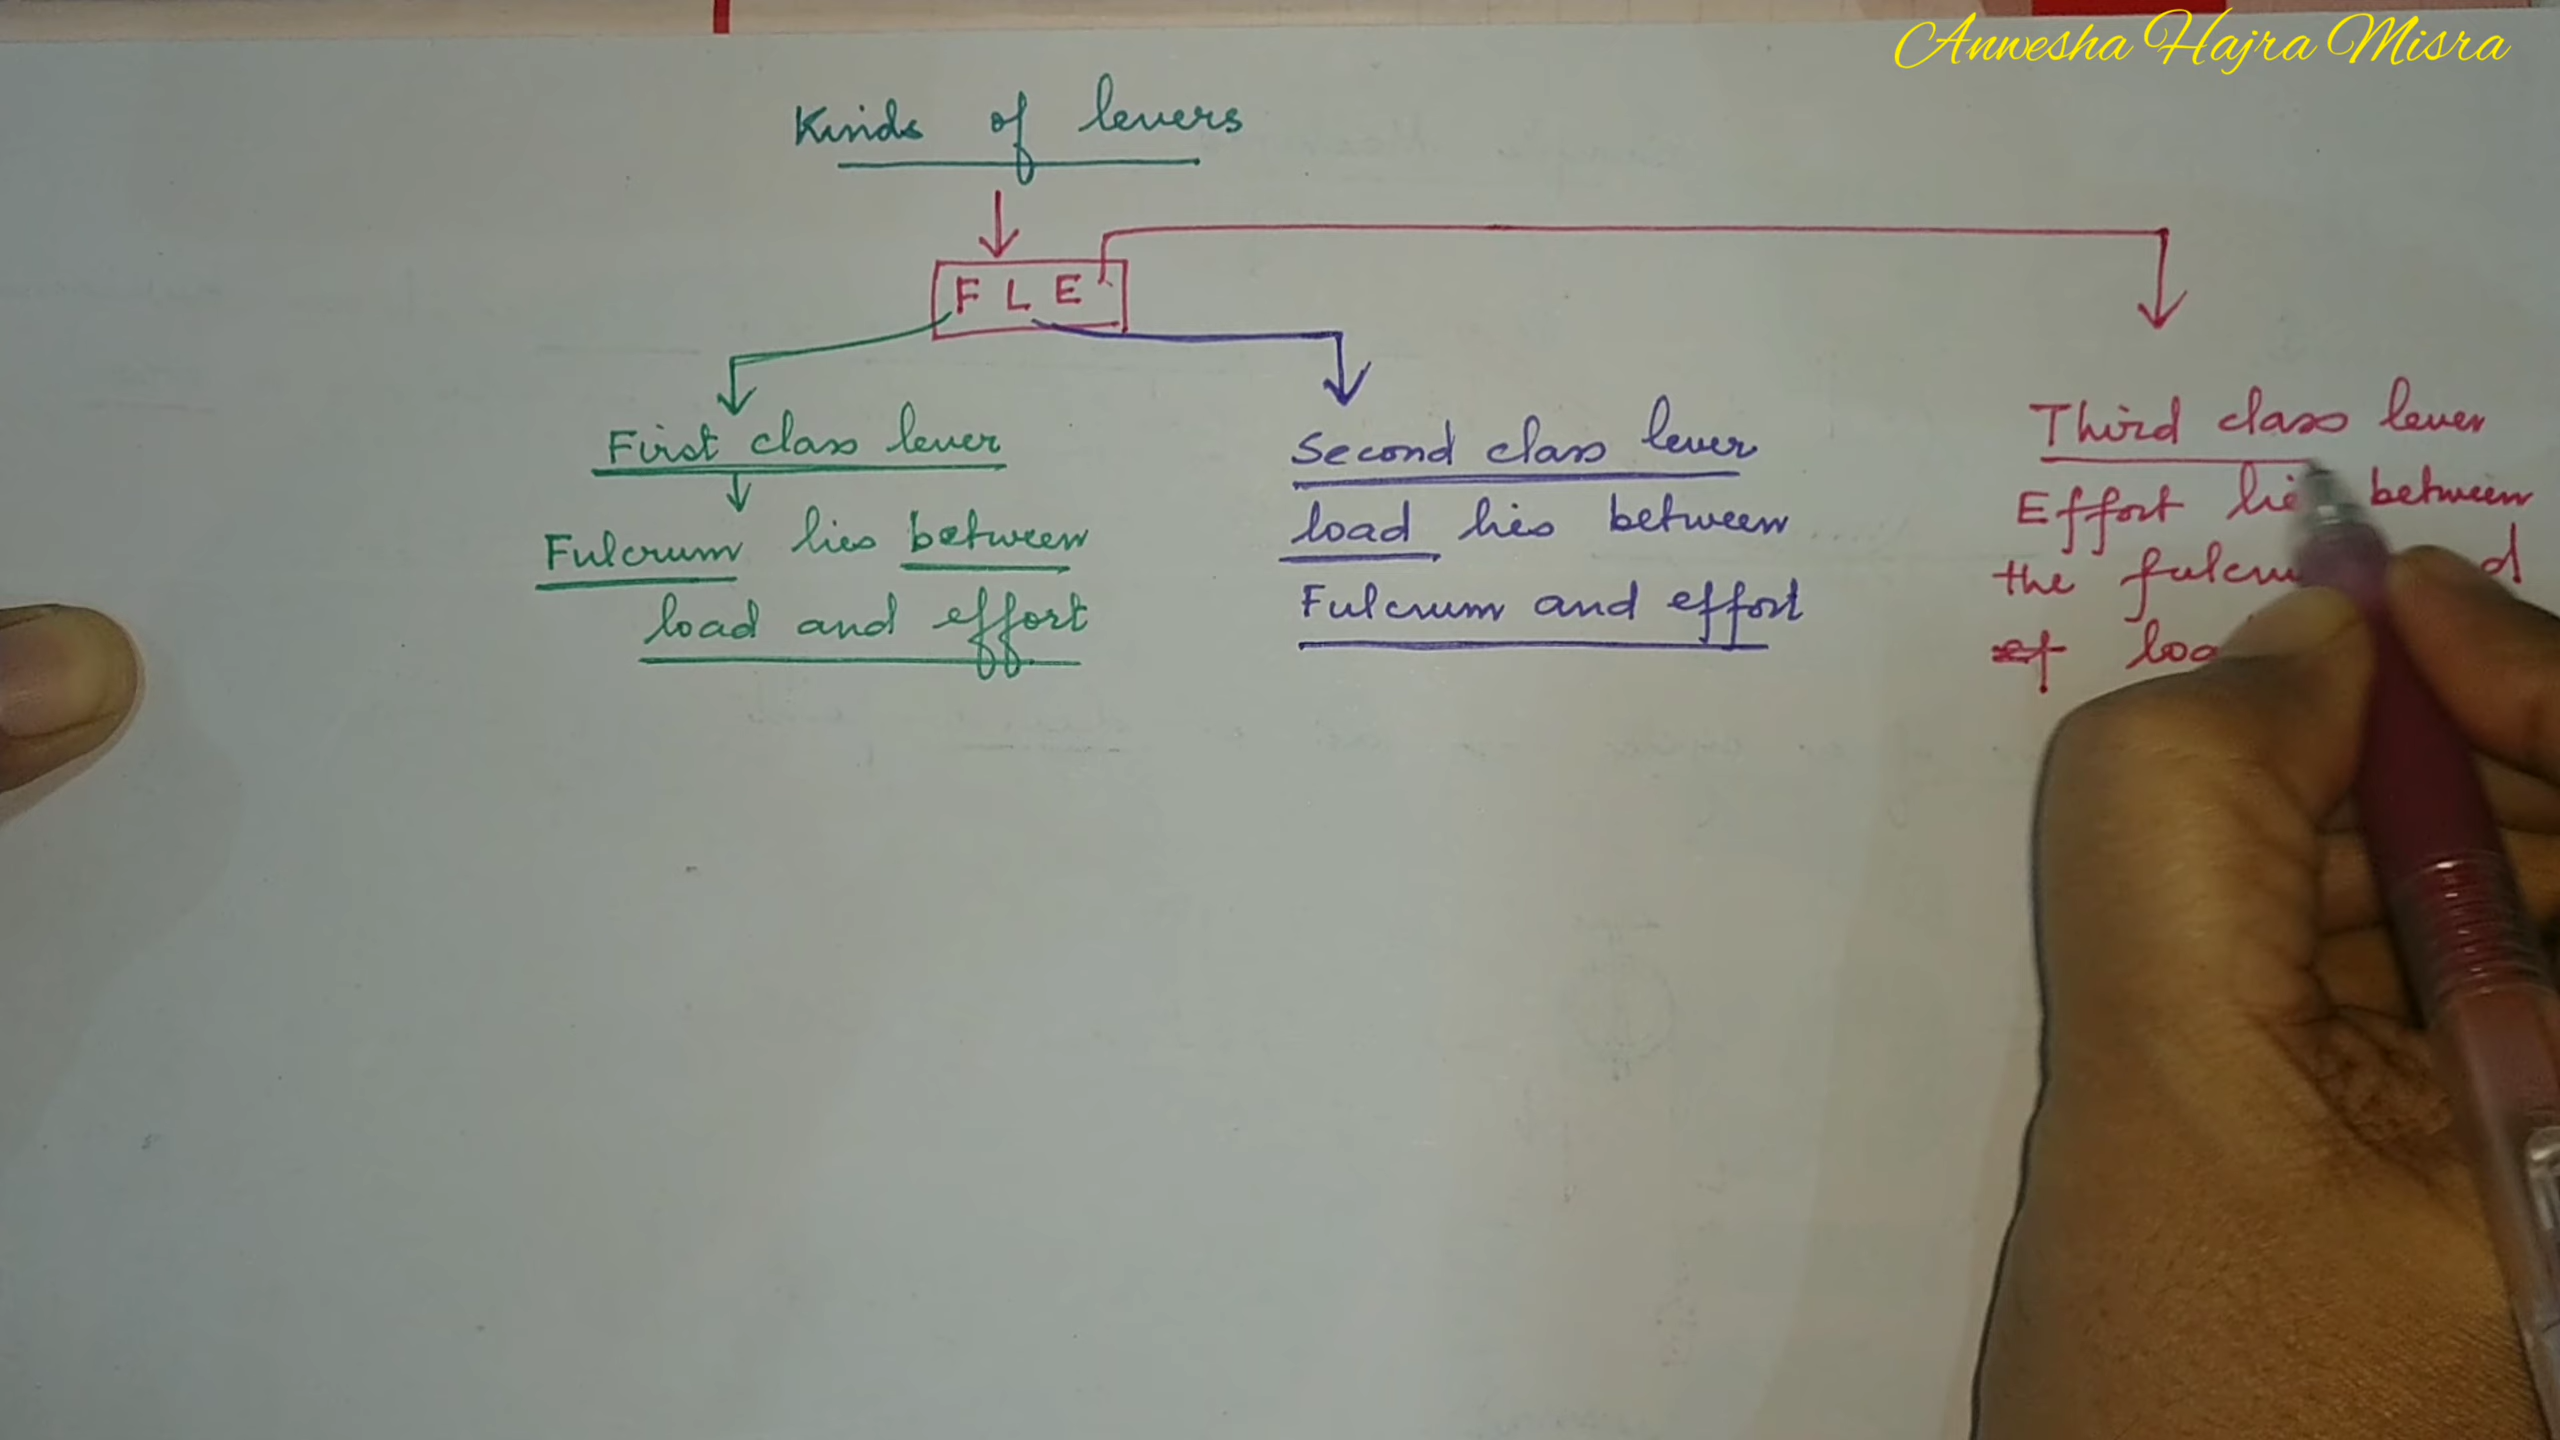 Anwesha Hajra Misra
Kinds of levers
F L E
First class lever
Fulcrum lies between
load and effort
Second class lever
load lies between
Fulcrum and effort
Third class lever
Effort between
the